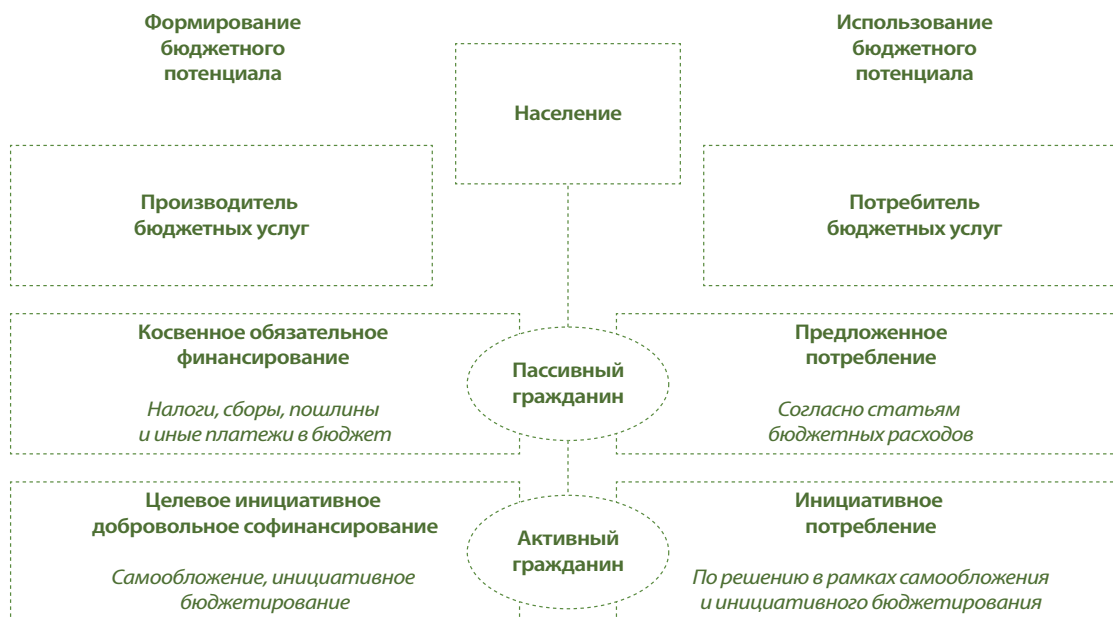 Формирование
бюджетного
потенциала
Население
Использование
бюджетного
потенциала
Производитель
бюджетных услуг
Потребитель
бюджетных услуг
Косвенное обязательное
финансирование
Налоги, сборы, пошлины
и иные платежи в бюджет
Пассивный
гражданин
Предложенное
потребление
Согласно статьям
бюджетных расходов
Целевое инициативное
добровольное софинансирование
Самообложение, инициативное
бюджетирование
Активный
гражданин
Инициативное
потребление
По решению в рамках самообложения
и инициативного бюджетирования